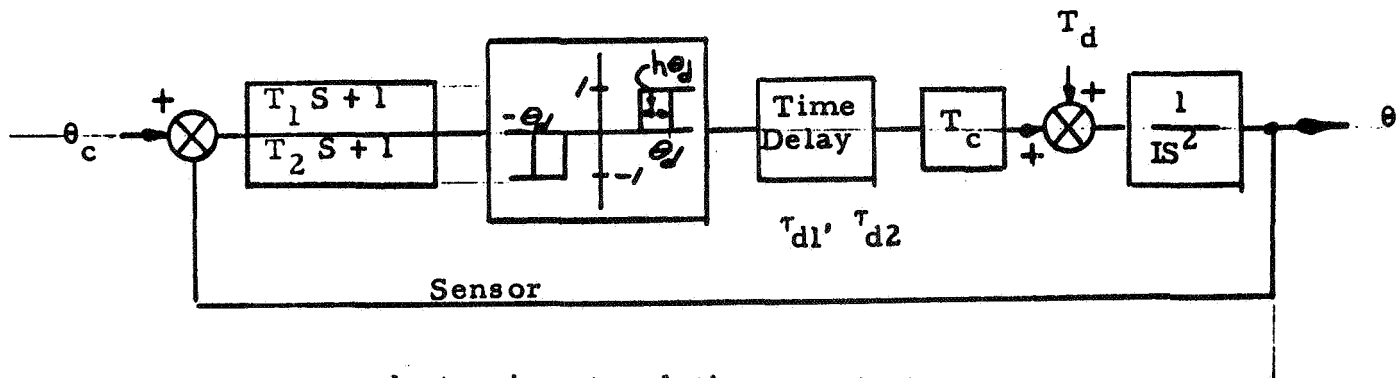 T_d
+
θ_c
+
T_1 S + 1
T_2 S + 1
-θ_d
1
hθ_d
θ_d
-1
Time
Delay
T_c
+
1
IS^2
θ
τ_d1, τ_d2
Sensor